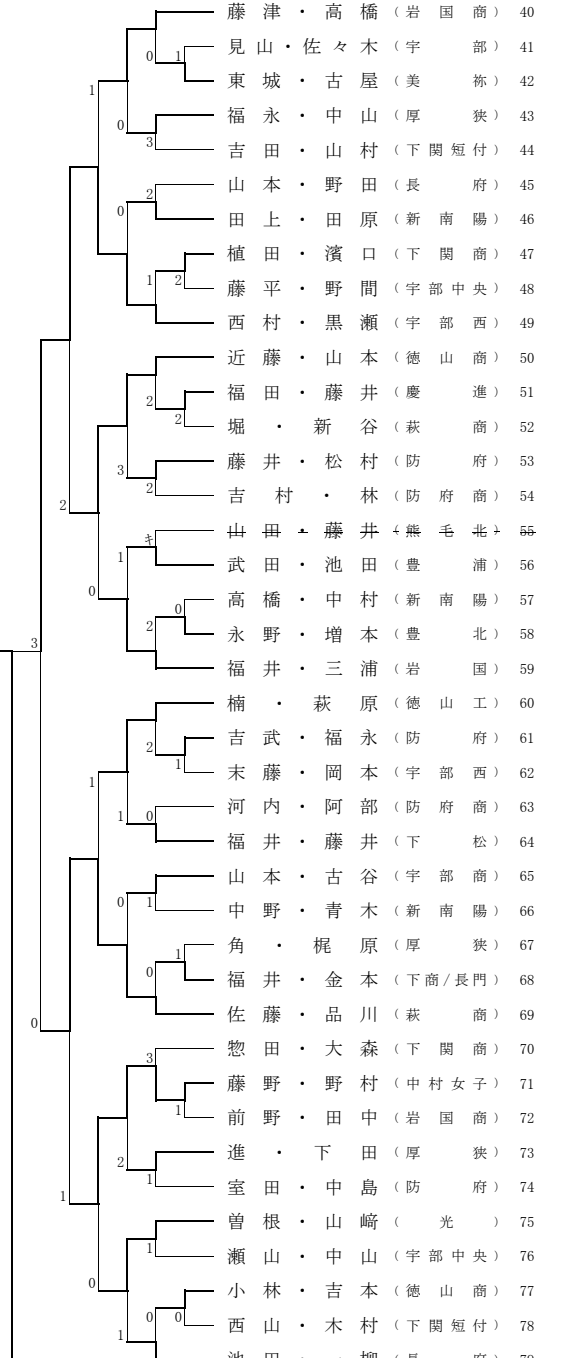 藤津・高橋（岩国商）40
0 1 見山・佐々木（宇部）41
東城・古屋（美祢）42
1
0 福永・中山（厚狭）43
3 吉田・山村（下関短付）44
2 山本・野田（長府）45
0 田上・田原（新南陽）46
植田・濱口（下関商）47
1 2 藤平・野間（宇部中央）48
西村・黒瀬（宇部西）49
近藤・山本（徳山商）50
2 福田・藤井（慶進）51
2 堀・新谷（萩商）52
3 藤井・松村（防府）53
2 吉村・林（防府商）54
2
キ 山田・藤井（熊毛北）55
1 武田・池田（豊浦）56
0 0 高橋・中村（新南陽）57
2 永野・増本（豊北）58
3 福井・三浦（岩国）59
楠・萩原（徳山工）60
2 吉武・福永（防府）61
1 末藤・岡本（宇部西）62
1
1 0 河内・阿部（防府商）63
福井・藤井（下松）64
山本・古谷（宇部商）65
0 1 中野・青木（新南陽）66
1 角・梶原（厚狭）67
0 福井・金本（下商/長門）68
佐藤・品川（萩商）69
0
3 惣田・大森（下関商）70
藤野・野村（中村女子）71
1 前野・田中（岩国商）72
2 進・下田（厚狭）73
1 室田・中島（防府）74
1
曽根・山﨑（光）75
1 瀬山・中山（宇部中央）76
0 小林・吉本（徳山商）77
0 0 西山・木村（下関短付）78
1